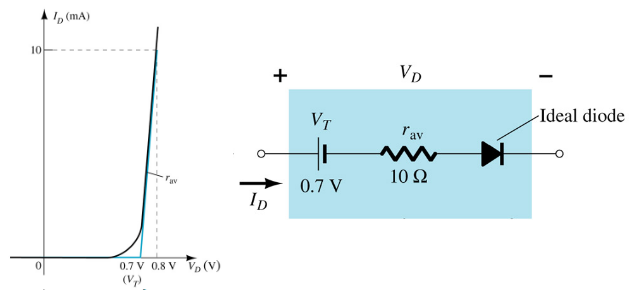 I_D (mA)
10
r_av
0
0.7 V
0.8 V
V_D (V)
(V_T)
+
V_D
−
Ideal diode
V_T
r_av
0.7 V
10 Ω
I_D